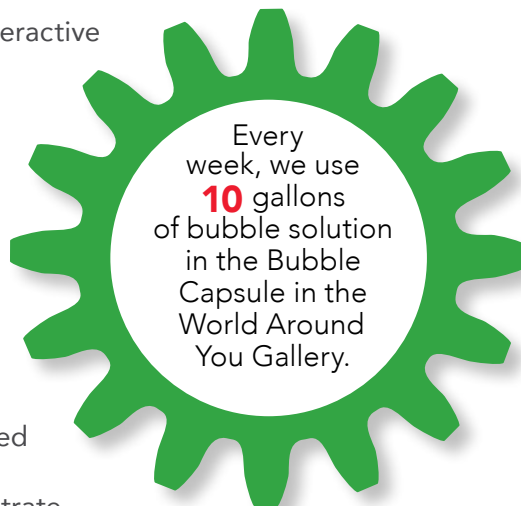 eractive
Every
week, we use
10 gallons
of bubble solution
in the Bubble
Capsule in the
World Around
You Gallery.
ed
trate